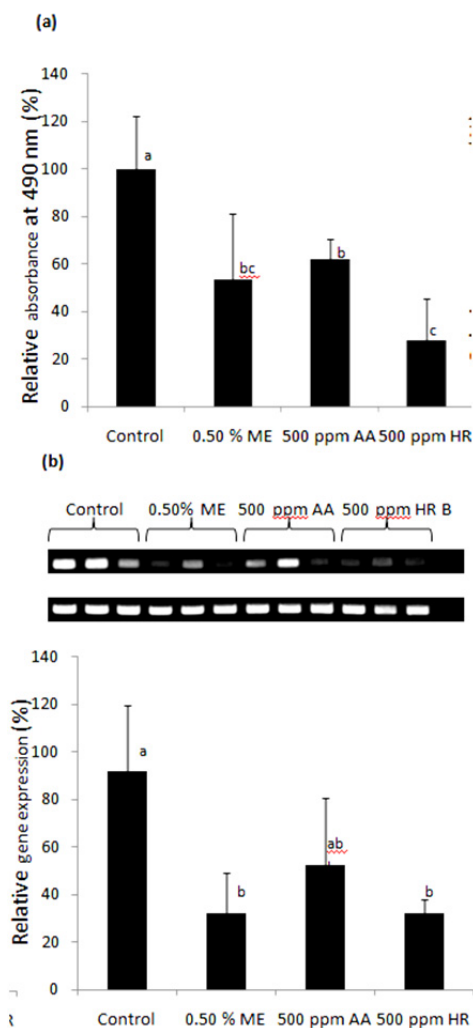 (a)
Relative absorbance at 490 nm (%)
140
120
100
80
60
40
20
0
a
bc
b
c
Control 0.50 % ME 500 ppm AA 500 ppm HR
(b)
Control 0.50% ME 500 ppm AA 500 ppm HR B
Relative gene expression (%)
140
120
100
80
60
40
20
0
a
b
ab
b
Control 0.50 % ME 500 ppm AA 500 ppm HR
R